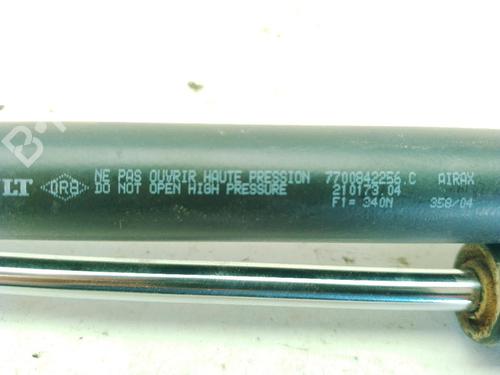 LT ORB NE PAS OUVRIR HAUTE PRESSION 7700842256.C AIRAX
DO NOT OPEN HIGH PRESSURE 210173.04
F1= 340N 358/04